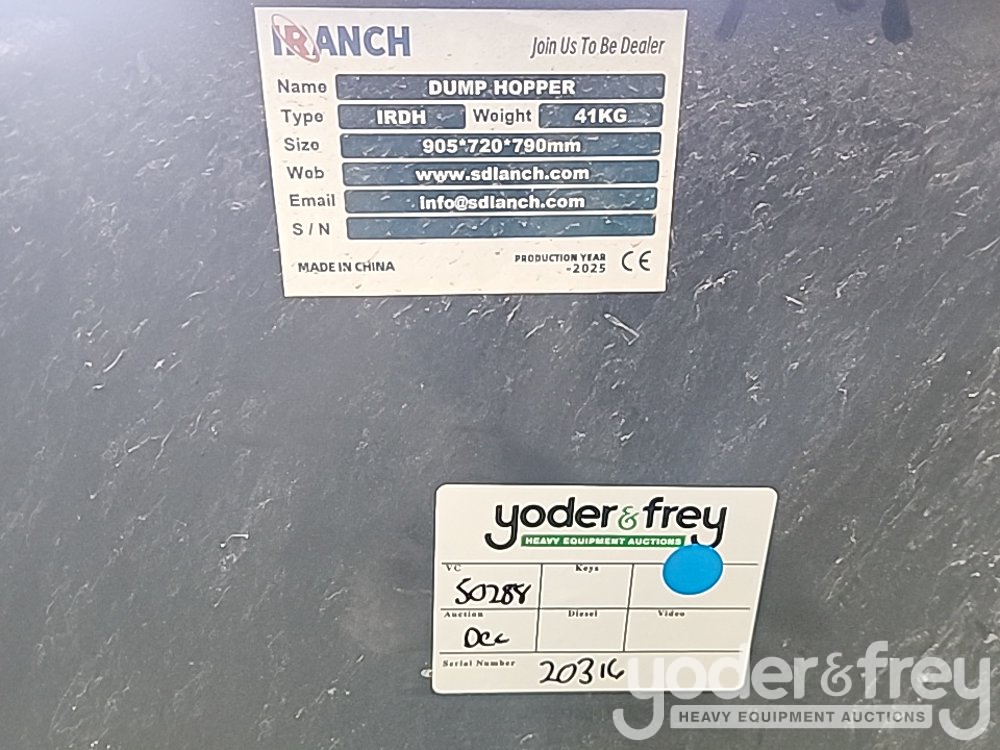 IRANCH
Join Us To Be Dealer
Name DUMP HOPPER
Type IRDH Weight 41KG
Size 905*720*790mm
Web www.sdlanch.com
Email info@sdlanch.com
S / N
MADE IN CHINA
PRODUCTION YEAR
-2025
CE
yoder & frey
HEAVY EQUIPMENT AUCTIONS
VC Keys
50288
Auction Diesel Video
Dec
Serial Number 20316
yoder & frey
HEAVY EQUIPMENT AUCTIONS